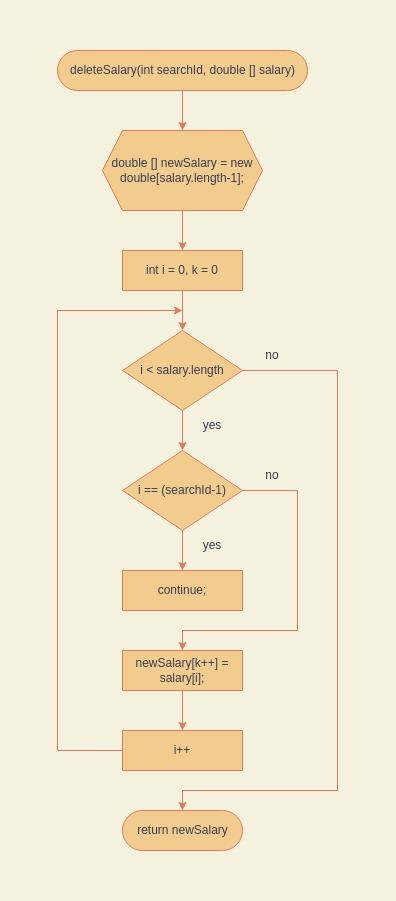 deleteSalary(int searchId, double [] salary)
double [] newSalary = new
double[salary.length-1];
int i = 0, k = 0
i < salary.length
no
yes
i == (searchId-1)
no
yes
continue;
newSalary[k++] =
salary[i];
i++
return newSalary